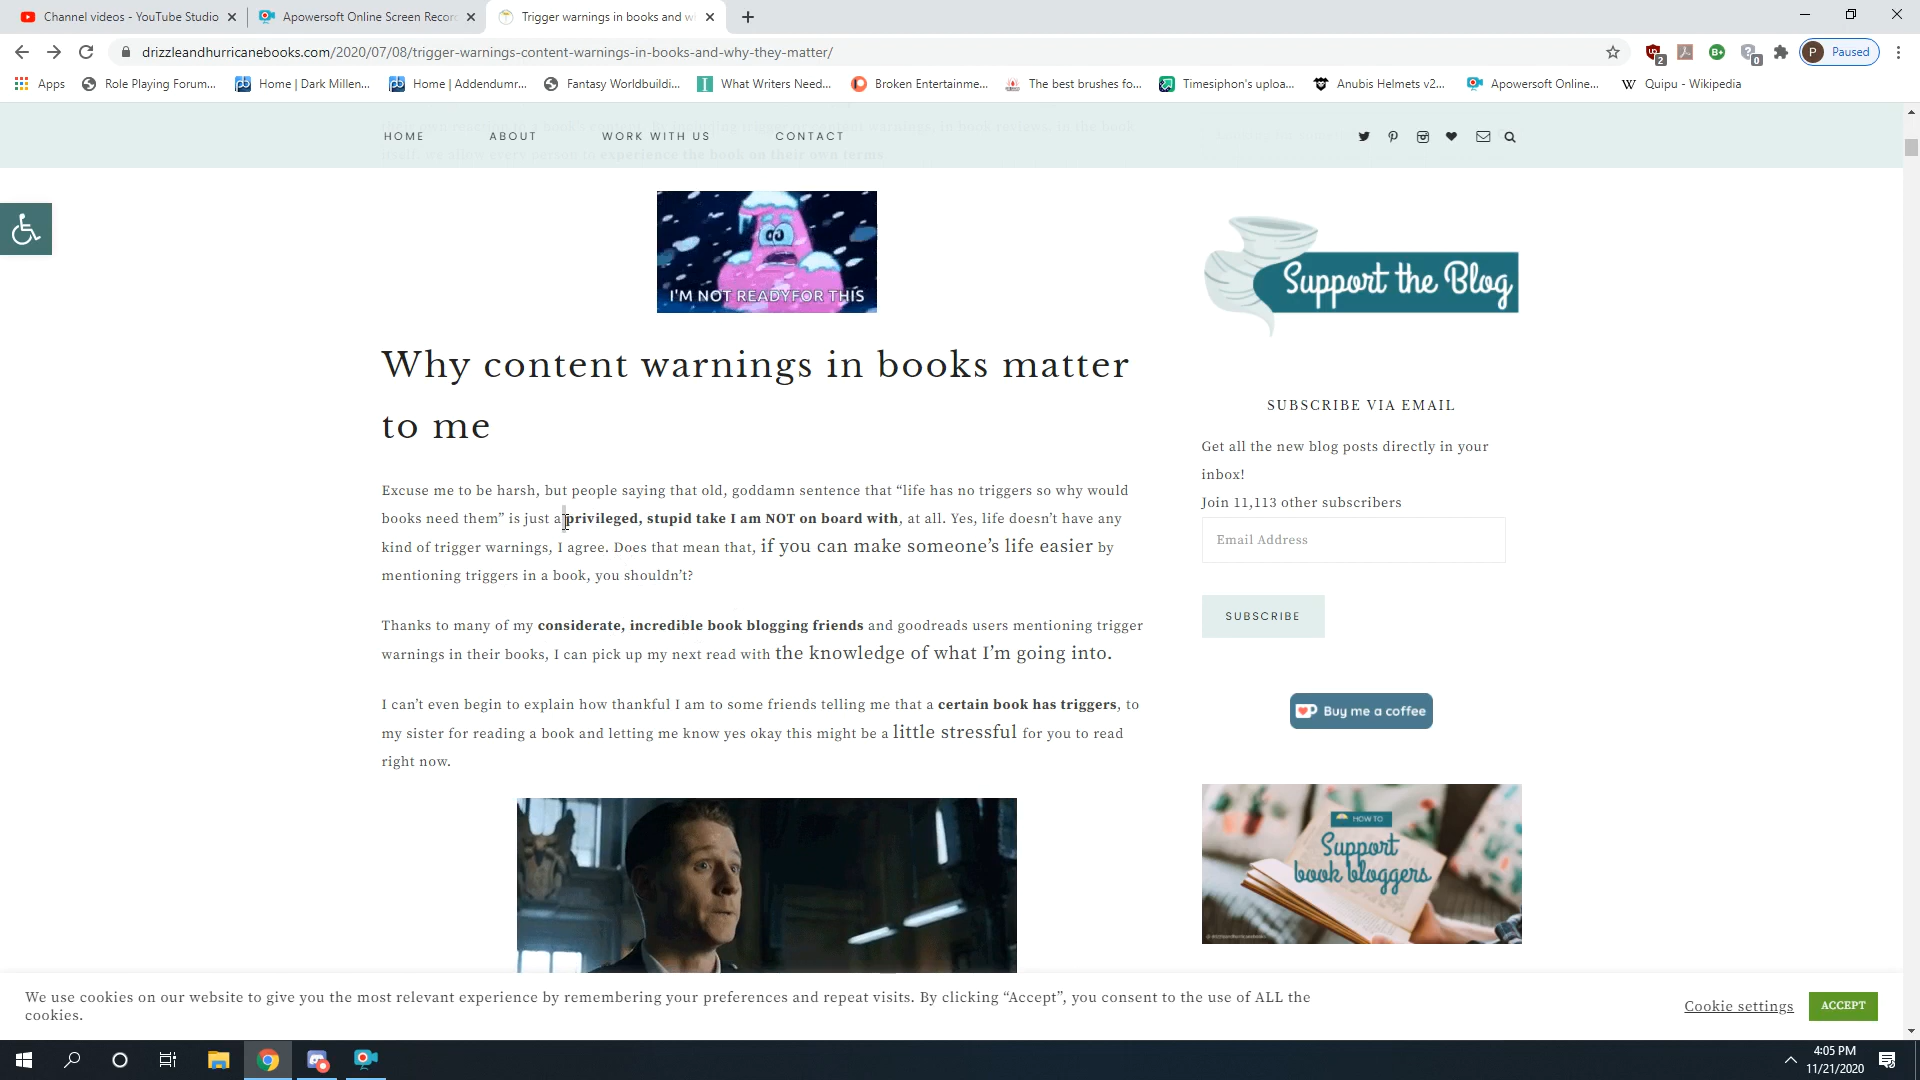 Channel videos - YouTube Studio
Apowersoft Online Screen Recor
Trigger warnings in books and w
drizzleandhurricanebooks.com/2020/07/08/trigger-warnings-content-warnings-in-books-and-why-they-matter/
2
0
P
Paused
Apps
Role Playing Forum...
Home | Dark Millen...
Home | Addendumr...
Fantasy Worldbuildi...
What Writers Need...
Broken Entertainme...
The best brushes fo...
Timesiphon's uploa...
Anubis Helmets v2...
Apowersoft Online...
Quipu - Wikipedia
HOME
ABOUT
WORK WITH US
CONTACT
experience the book on their own terms
I'M NOT READY FOR THIS
Why content warnings in books matter
to me
Excuse me to be harsh, but people saying that old, goddamn sentence that “life has no triggers so why would
books need them” is just a privileged, stupid take I am NOT on board with, at all. Yes, life doesn’t have any
kind of trigger warnings, I agree. Does that mean that, if you can make someone’s life easier by
mentioning triggers in a book, you shouldn’t?
Thanks to many of my considerate, incredible book blogging friends and goodreads users mentioning trigger
warnings in their books, I can pick up my next read with the knowledge of what I’m going into.
I can’t even begin to explain how thankful I am to some friends telling me that a certain book has triggers, to
my sister for reading a book and letting me know yes okay this might be a little stressful for you to read
right now.
Support the Blog
SUBSCRIBE VIA EMAIL
Get all the new blog posts directly in your
inbox!
Join 11,113 other subscribers
Email Address
SUBSCRIBE
Buy me a coffee
HOW TO
Support
book bloggers
We use cookies on our website to give you the most relevant experience by remembering your preferences and repeat visits. By clicking “Accept”, you consent to the use of ALL the
cookies.
Cookie settings
ACCEPT
4:05 PM
11/21/2020